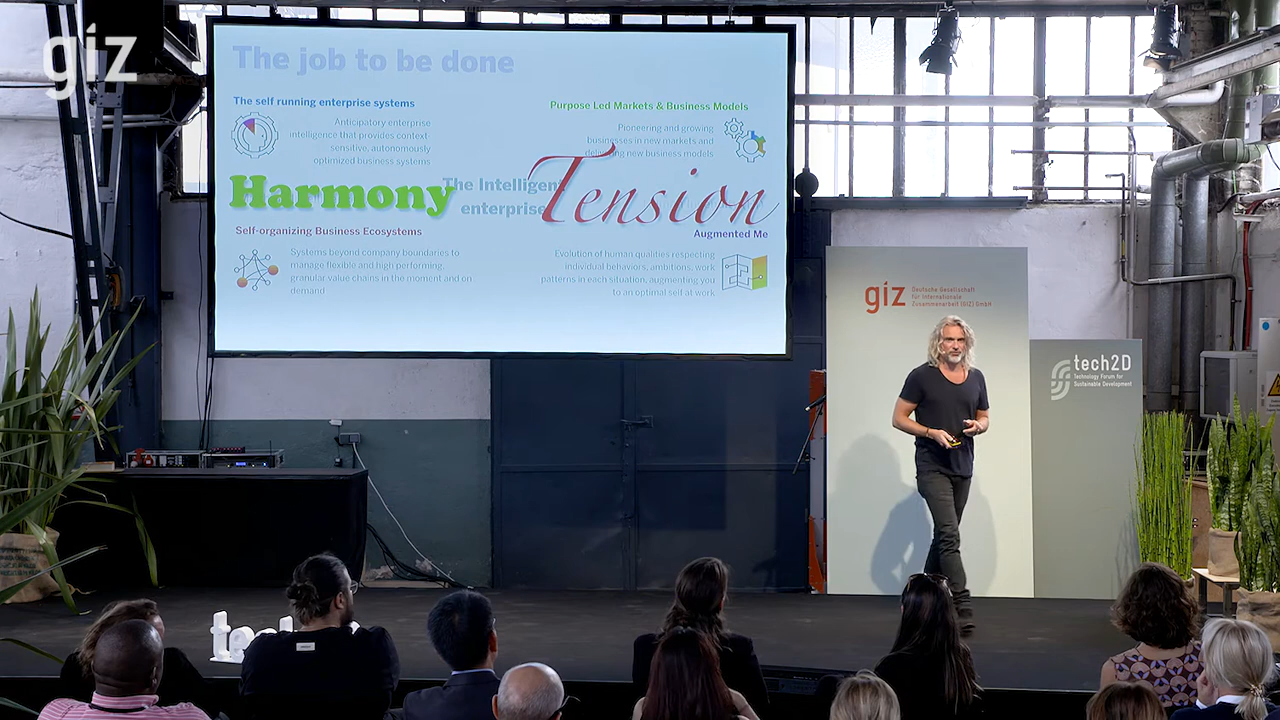 giz
The job to be done
The self running enterprise systems
Anticipatory enterprise
intelligence that provides context-
sensitive, autonomously
optimized business systems
Purpose Led Markets & Business Models
Pioneering and growing
businesses in new markets and
delivering new business models
Harmony
The Intelligent
enterprise
Tension
Self-organizing Business Ecosystems
Systems beyond company boundaries to
manage flexible and high performing,
granular value chains in the moment and on
demand
Augmented Me
Evolution of human qualities respecting
individual behaviors, ambitions, work
patterns in each situation, augmenting you
to an optimal self at work
giz
Deutsche Gesellschaft
für Internationale
Zusammenarbeit (GIZ) GmbH
tech2D
Technology Forum for
Sustainable Development